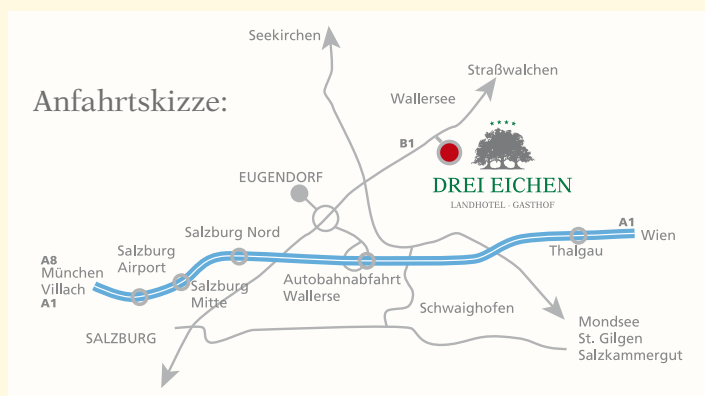 Seekirchen
Straßwalchen
Anfahrtskizze:
Wallersee
B1
EUGENDORF
DREI EICHEN
LANDHOTEL - GASTHOF
Salzburg Nord
A1
Wien
Salzburg
Airport
Thalgau
A8
München
Villach
A1
Salzburg
Mitte
Autobahnabfahrt
Wallerse
Schwaighofen
SALZBURG
Mondsee
St. Gilgen
Salzkammergut